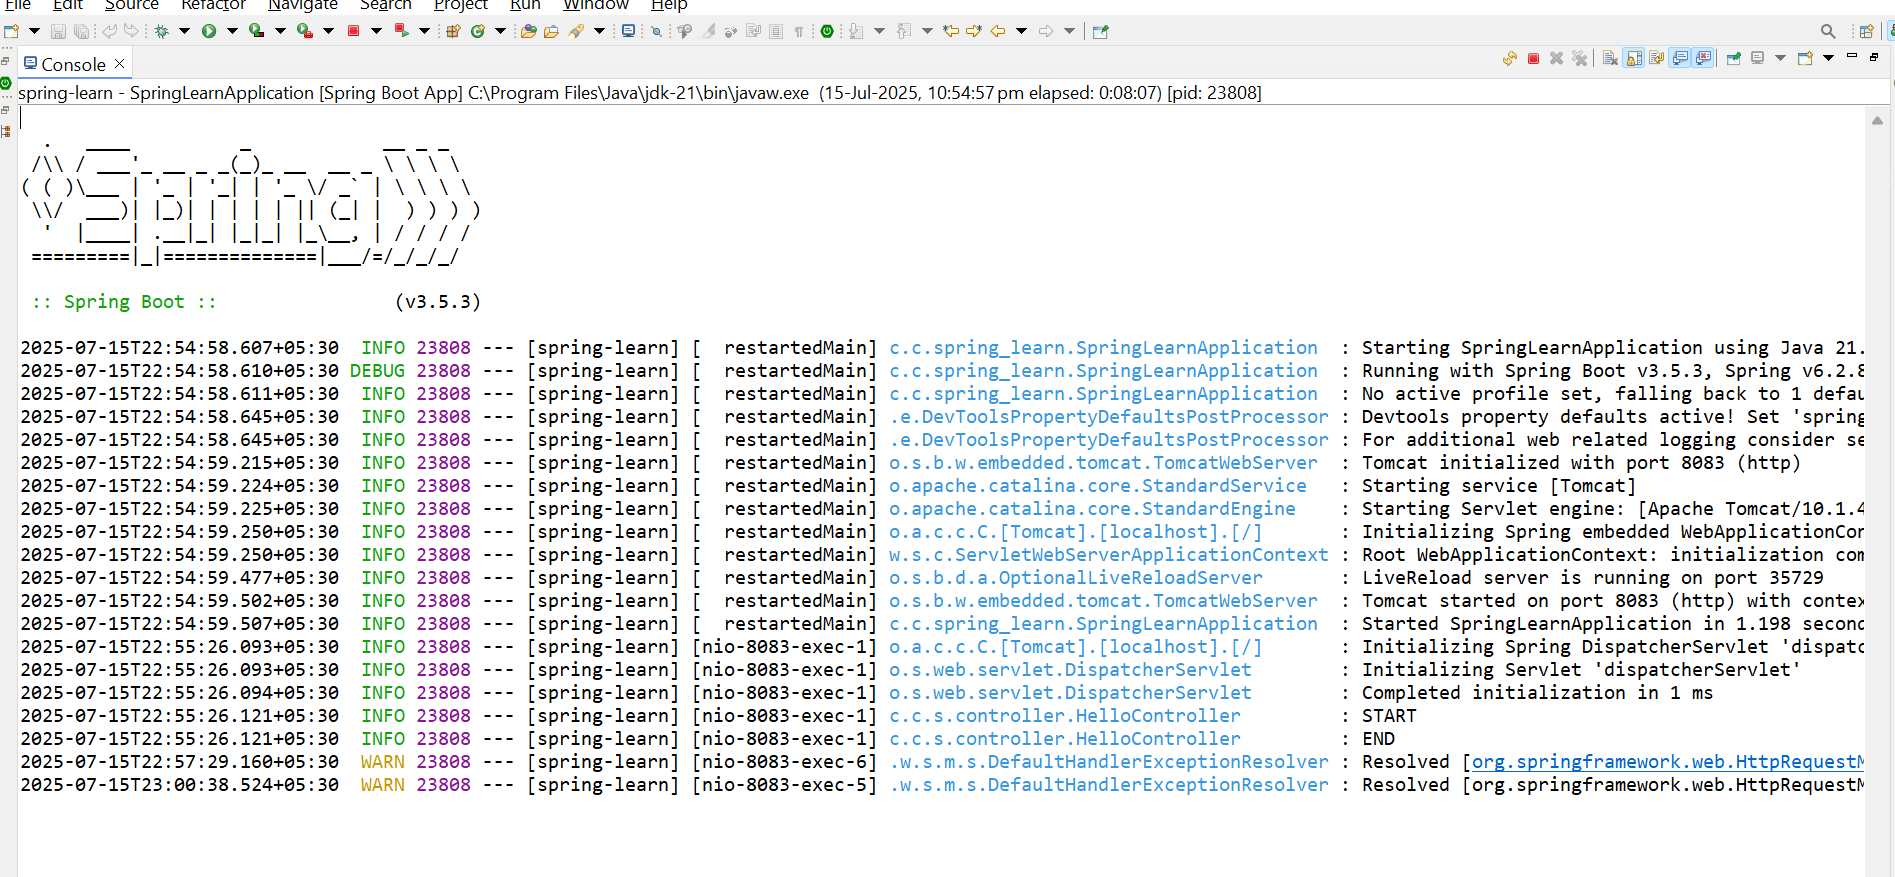 File Edit Source Refactor Navigate Search Project Run Window Help
Console
spring-learn - SpringLearnApplication [Spring Boot App] C:\Program Files\Java\jdk-21\bin\javaw.exe (15-Jul-2025, 10:54:57 pm elapsed: 0:08:07) [pid: 23808]
  .   ____          _            __ _ _
 /\\ / ___'_ __ _ _(_)_ __  __ _ \ \ \ \
( ( )\___ | '_ | '_| | '_ \/ _` | \ \ \ \
 \\/  ___)| |_)| | | | | || (_| |  ) ) ) )
  '  |____| .__|_| |_|_| |_\__, | / / / /
 =========|_|==============|___/=/_/_/_/
:: Spring Boot :: (v3.5.3)
2025-07-15T22:54:58.607+05:30 INFO 23808 --- [spring-learn] [ restartedMain] c.c.spring_learn.SpringLearnApplication : Starting SpringLearnApplication using Java 21.
2025-07-15T22:54:58.610+05:30 DEBUG 23808 --- [spring-learn] [ restartedMain] c.c.spring_learn.SpringLearnApplication : Running with Spring Boot v3.5.3, Spring v6.2.8
2025-07-15T22:54:58.611+05:30 INFO 23808 --- [spring-learn] [ restartedMain] c.c.spring_learn.SpringLearnApplication : No active profile set, falling back to 1 defau
2025-07-15T22:54:58.645+05:30 INFO 23808 --- [spring-learn] [ restartedMain] .e.DevToolsPropertyDefaultsPostProcessor : Devtools property defaults active! Set 'spring
2025-07-15T22:54:58.645+05:30 INFO 23808 --- [spring-learn] [ restartedMain] .e.DevToolsPropertyDefaultsPostProcessor : For additional web related logging consider se
2025-07-15T22:54:59.215+05:30 INFO 23808 --- [spring-learn] [ restartedMain] o.s.b.w.embedded.tomcat.TomcatWebServer : Tomcat initialized with port 8083 (http)
2025-07-15T22:54:59.224+05:30 INFO 23808 --- [spring-learn] [ restartedMain] o.apache.catalina.core.StandardService : Starting service [Tomcat]
2025-07-15T22:54:59.225+05:30 INFO 23808 --- [spring-learn] [ restartedMain] o.apache.catalina.core.StandardEngine : Starting Servlet engine: [Apache Tomcat/10.1.4
2025-07-15T22:54:59.250+05:30 INFO 23808 --- [spring-learn] [ restartedMain] o.a.c.c.C.[Tomcat].[localhost].[/] : Initializing Spring embedded WebApplicationCon
2025-07-15T22:54:59.250+05:30 INFO 23808 --- [spring-learn] [ restartedMain] w.s.c.ServletWebServerApplicationContext : Root WebApplicationContext: initialization com
2025-07-15T22:54:59.477+05:30 INFO 23808 --- [spring-learn] [ restartedMain] o.s.b.d.a.OptionalLiveReloadServer : LiveReload server is running on port 35729
2025-07-15T22:54:59.502+05:30 INFO 23808 --- [spring-learn] [ restartedMain] o.s.b.w.embedded.tomcat.TomcatWebServer : Tomcat started on port 8083 (http) with contex
2025-07-15T22:54:59.507+05:30 INFO 23808 --- [spring-learn] [ restartedMain] c.c.spring_learn.SpringLearnApplication : Started SpringLearnApplication in 1.198 second
2025-07-15T22:55:26.093+05:30 INFO 23808 --- [spring-learn] [nio-8083-exec-1] o.a.c.c.C.[Tomcat].[localhost].[/] : Initializing Spring DispatcherServlet 'dispatc
2025-07-15T22:55:26.093+05:30 INFO 23808 --- [spring-learn] [nio-8083-exec-1] o.s.web.servlet.DispatcherServlet : Initializing Servlet 'dispatcherServlet'
2025-07-15T22:55:26.094+05:30 INFO 23808 --- [spring-learn] [nio-8083-exec-1] o.s.web.servlet.DispatcherServlet : Completed initialization in 1 ms
2025-07-15T22:55:26.121+05:30 INFO 23808 --- [spring-learn] [nio-8083-exec-1] c.c.s.controller.HelloController : START
2025-07-15T22:55:26.121+05:30 INFO 23808 --- [spring-learn] [nio-8083-exec-1] c.c.s.controller.HelloController : END
2025-07-15T22:57:29.160+05:30 WARN 23808 --- [spring-learn] [nio-8083-exec-6] .w.s.m.s.DefaultHandlerExceptionResolver : Resolved [org.springframework.web.HttpRequestM
2025-07-15T23:00:38.524+05:30 WARN 23808 --- [spring-learn] [nio-8083-exec-5] .w.s.m.s.DefaultHandlerExceptionResolver : Resolved [org.springframework.web.HttpRequestM